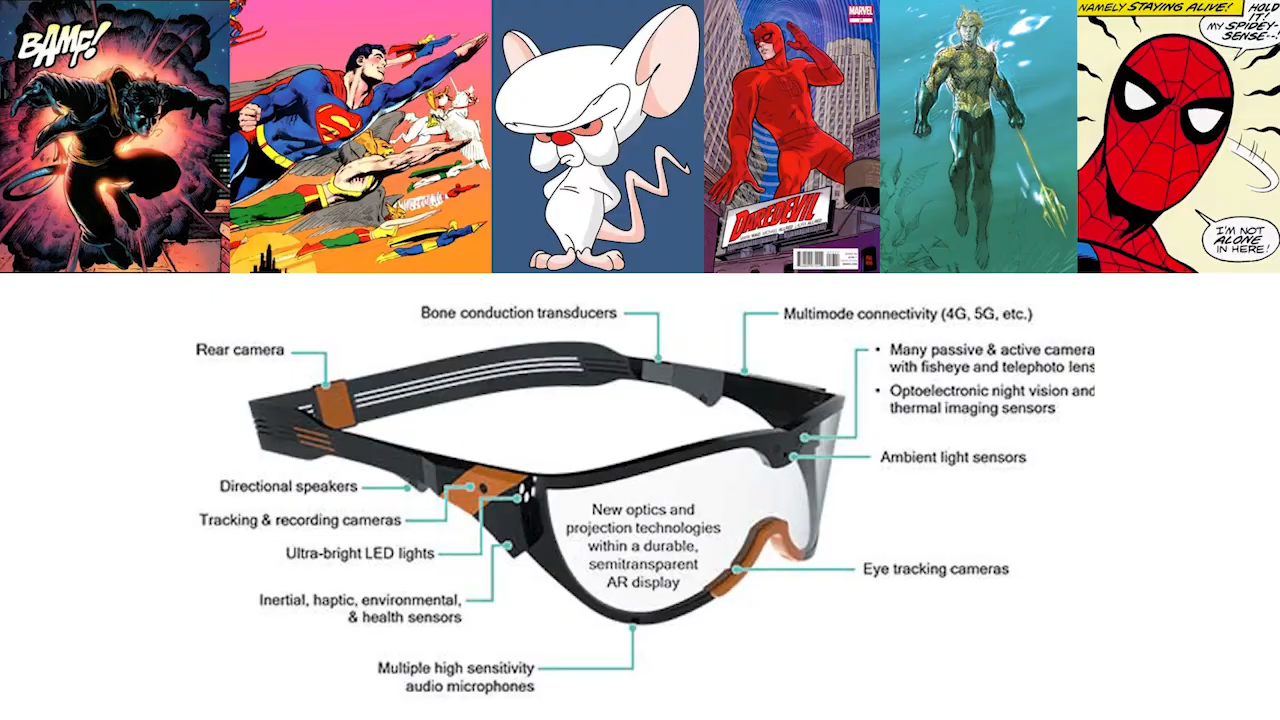 BAMF!
MARVEL
DAREDEVIL
NAMELY STAYING ALIVE!
HOLD
IT!
MY SPIDEY-
SENSE--!
I'M NOT
ALONE
IN HERE!
Bone conduction transducers
Multimode connectivity (4G, 5G, etc.)
Rear camera
• Many passive & active camera
with fisheye and telephoto lens
• Optoelectronic night vision and
thermal imaging sensors
Ambient light sensors
Directional speakers
Tracking & recording cameras
Ultra-bright LED lights
New optics and
projection technologies
within a durable,
semitransparent
AR display
Eye tracking cameras
Inertial, haptic, environmental,
& health sensors
Multiple high sensitivity
audio microphones